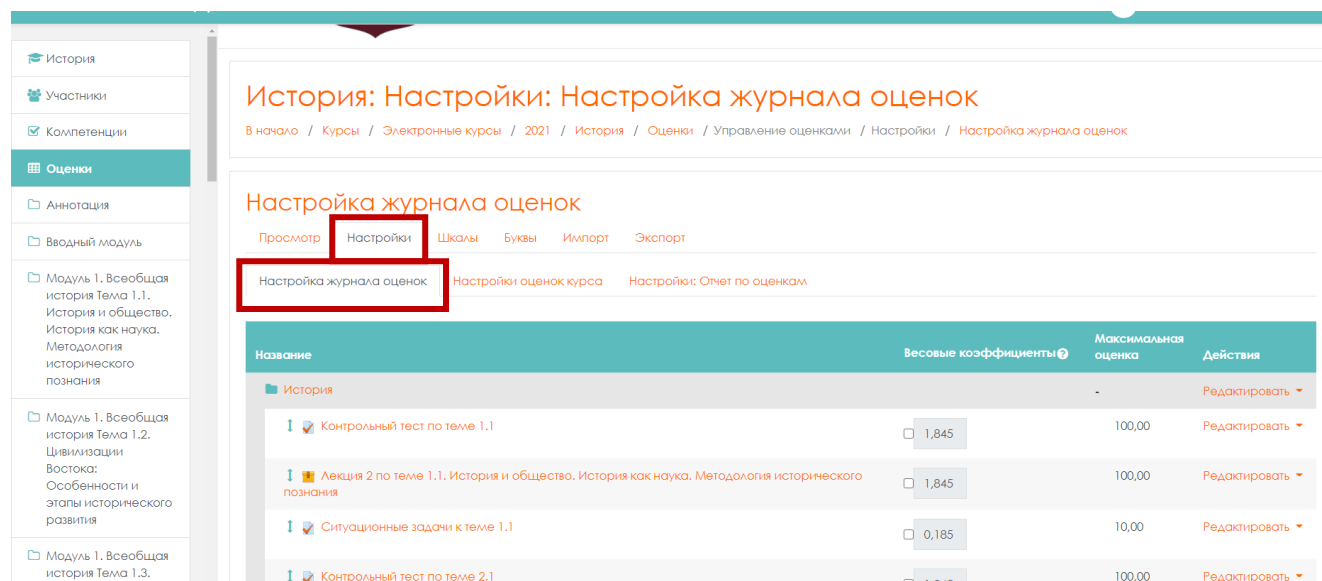 История
Участники
Компетенции
Оценки
Аннотация
Вводный модуль
Модуль 1. Всеобщая
история Тема 1.1.
История и общество.
История как наука.
Методология
исторического
познания
Модуль 1. Всеобщая
история Тема 1.2.
Цивилизации
Востока:
Особенности и
этапы исторического
развития
Модуль 1. Всеобщая
история Тема 1.3.
История: Настройки: Настройка журнала оценок
В начало / Курсы / Электронные курсы / 2021 / История / Оценки / Управление оценками / Настройки / Настройка журнала оценок
Настройка журнала оценок
Просмотр Настройки Шкалы Буквы Импорт Экспорт
Настройка журнала оценок Настройки оценок курса Настройки: Отчет по оценкам
Название Весовые коэффициенты Максимальная оценка Действия
История - Редактировать
Контрольный тест по теме 1.1 1,845 100,00 Редактировать
Лекция 2 по теме 1.1. История и общество. История как наука. Методология исторического
познания 1,845 100,00 Редактировать
Ситуационные задачи к теме 1.1 0,185 10,00 Редактировать
Контрольный тест по теме 2.1 100,00 Редактировать